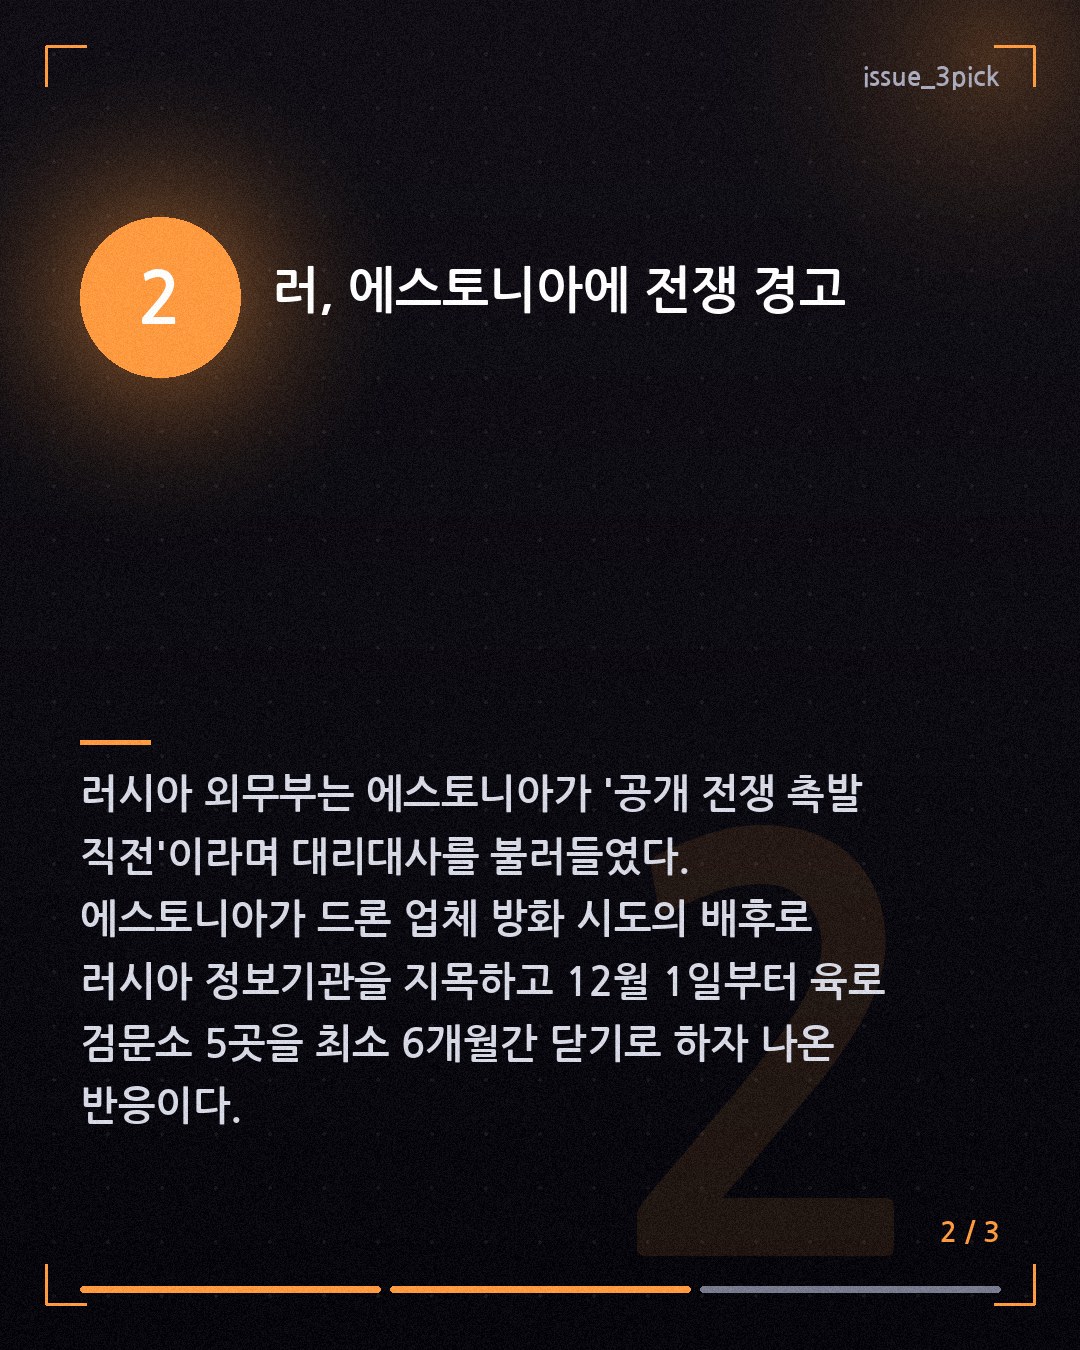 issue_3pick
2
러, 에스토니아에 전쟁 경고
러시아 외무부는 에스토니아가 '공개 전쟁 촉발
직전'이라며 대리대사를 불러들였다.
에스토니아가 드론 업체 방화 시도의 배후로
러시아 정보기관을 지목하고 12월 1일부터 육로
검문소 5곳을 최소 6개월간 닫기로 하자 나온
반응이다.
2
2 / 3